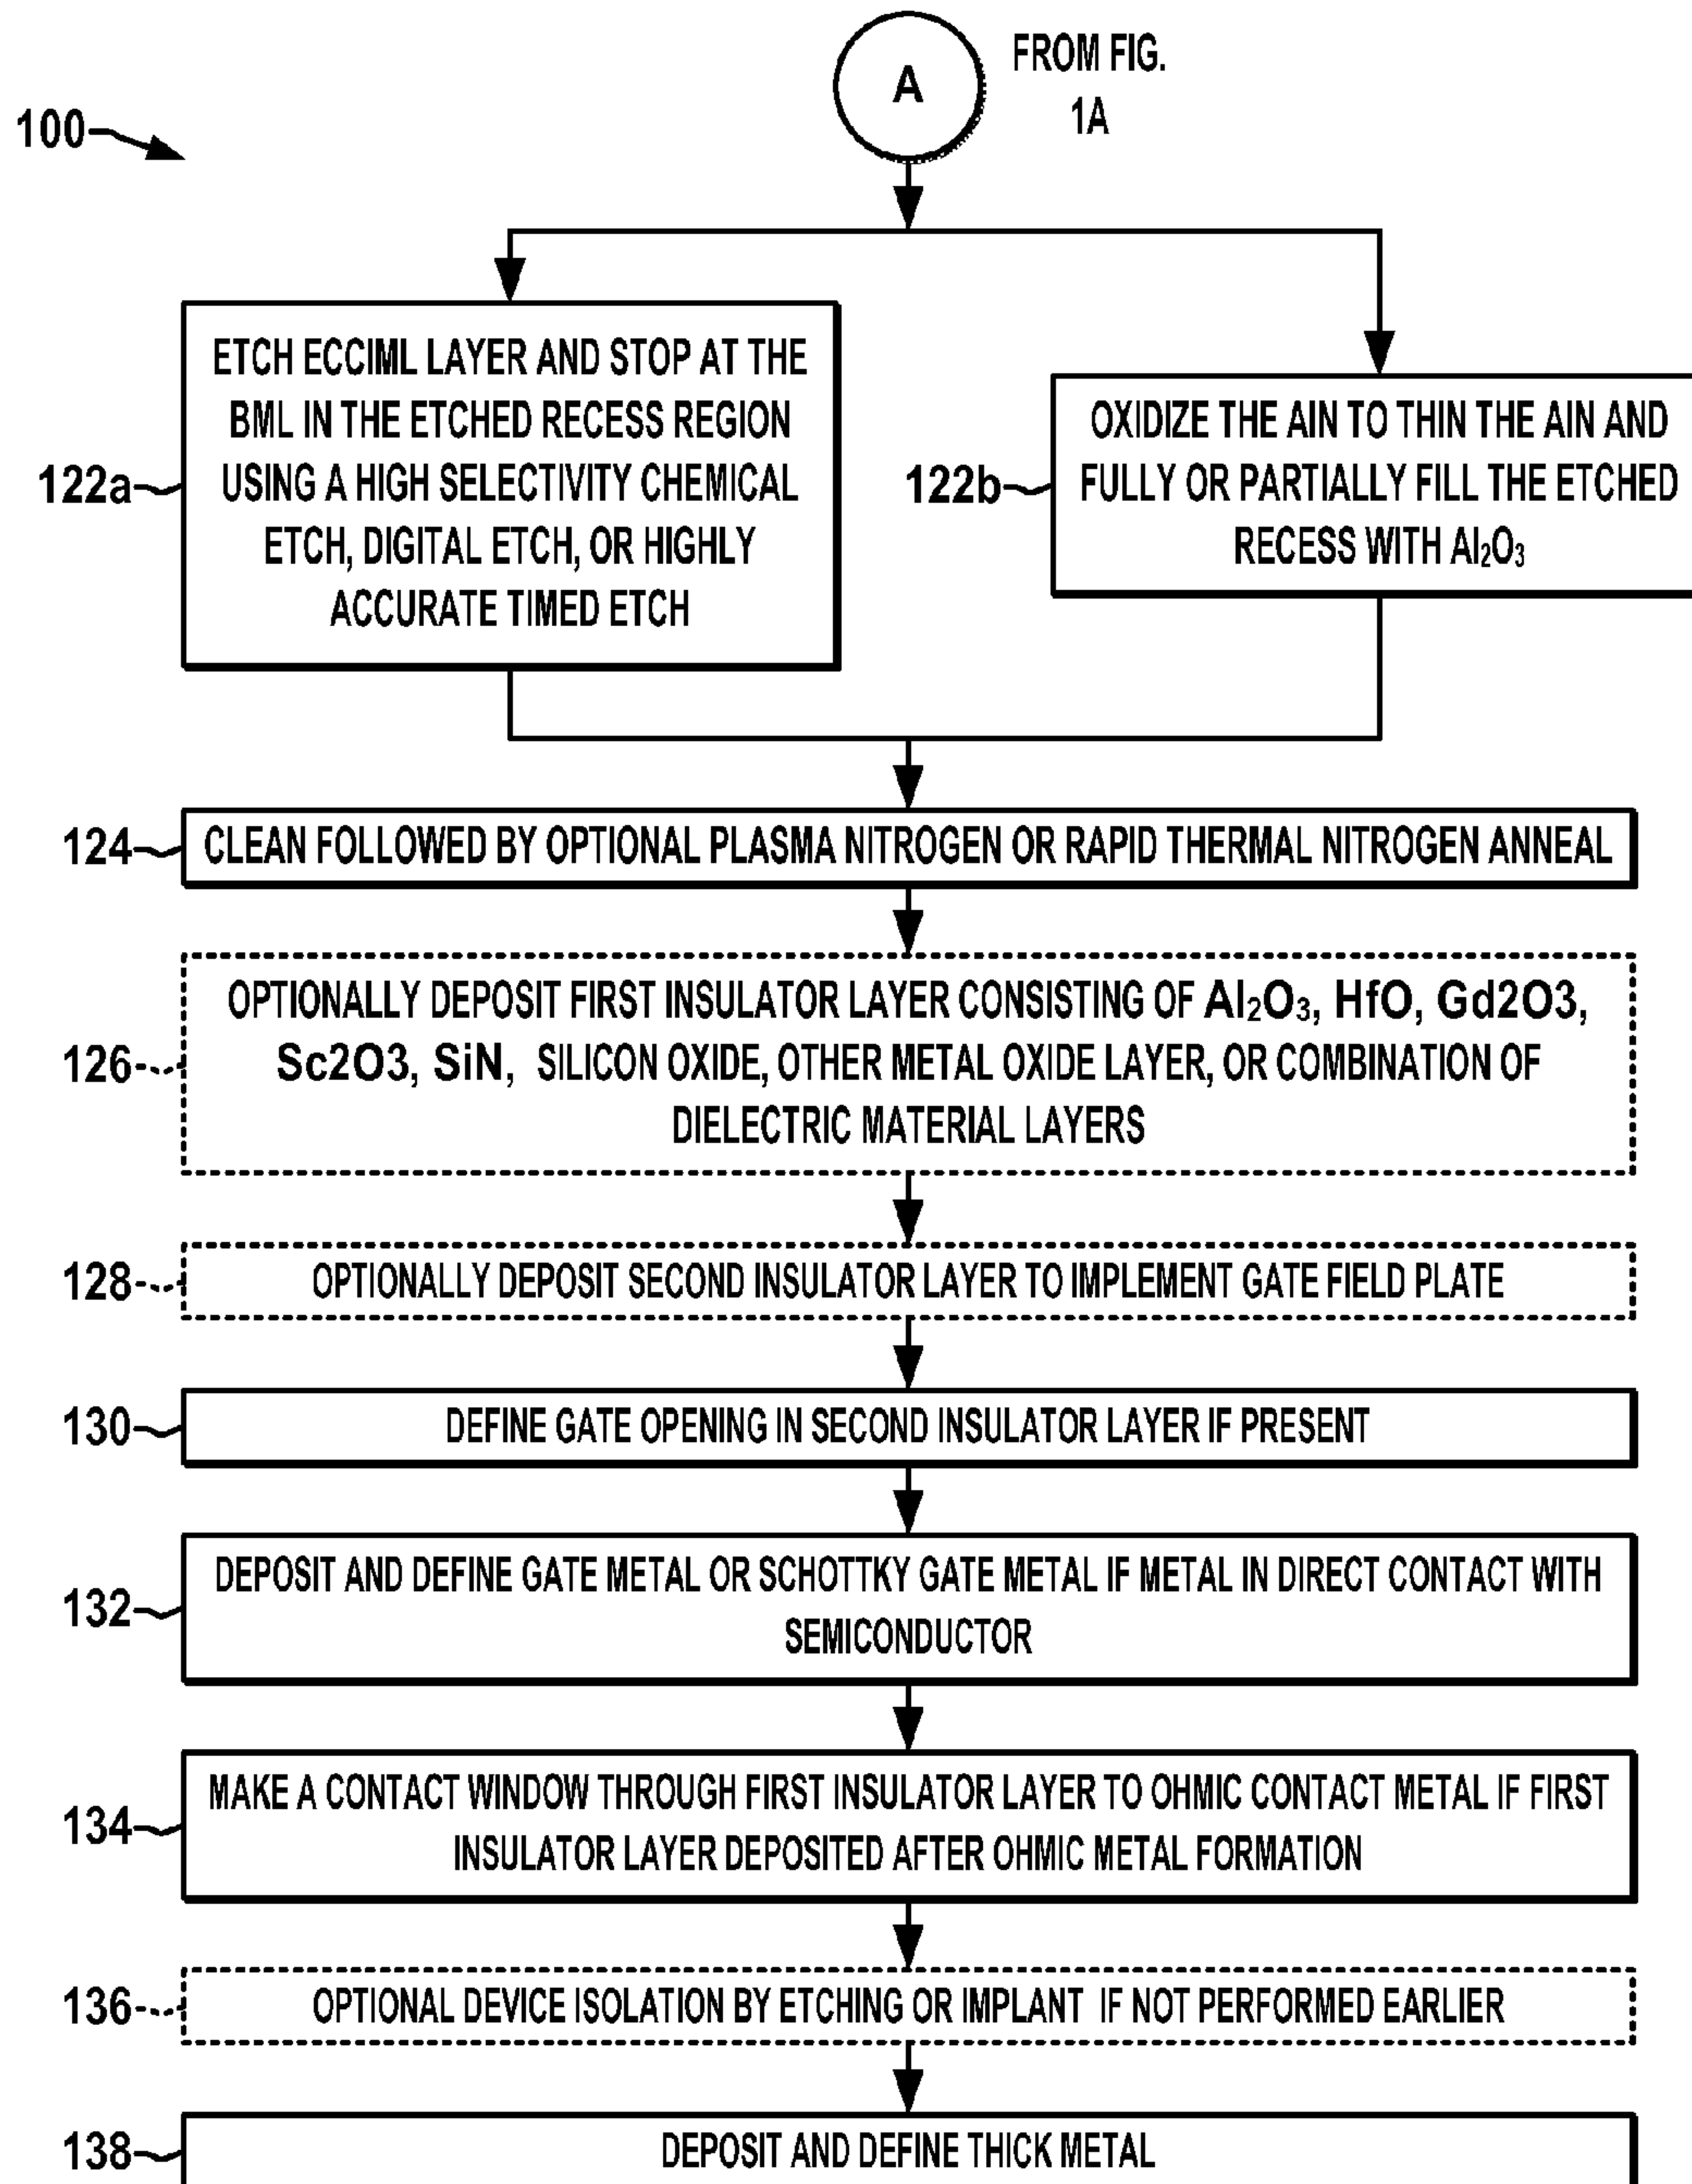 A
FROM FIG.
1A
100
ETCH ECCIML LAYER AND STOP AT THE
BML IN THE ETCHED RECESS REGION
USING A HIGH SELECTIVITY CHEMICAL
ETCH, DIGITAL ETCH, OR HIGHLY
ACCURATE TIMED ETCH
122a
OXIDIZE THE AlN TO THIN THE AlN AND
FULLY OR PARTIALLY FILL THE ETCHED
RECESS WITH Al₂O₃
122b
124
CLEAN FOLLOWED BY OPTIONAL PLASMA NITROGEN OR RAPID THERMAL NITROGEN ANNEAL
OPTIONALLY DEPOSIT FIRST INSULATOR LAYER CONSISTING OF Al₂O₃, HfO, Gd2O3,
Sc2O3, SiN, SILICON OXIDE, OTHER METAL OXIDE LAYER, OR COMBINATION OF
DIELECTRIC MATERIAL LAYERS
126
128
OPTIONALLY DEPOSIT SECOND INSULATOR LAYER TO IMPLEMENT GATE FIELD PLATE
130
DEFINE GATE OPENING IN SECOND INSULATOR LAYER IF PRESENT
132
DEPOSIT AND DEFINE GATE METAL OR SCHOTTKY GATE METAL IF METAL IN DIRECT CONTACT WITH
SEMICONDUCTOR
134
MAKE A CONTACT WINDOW THROUGH FIRST INSULATOR LAYER TO OHMIC CONTACT METAL IF FIRST
INSULATOR LAYER DEPOSITED AFTER OHMIC METAL FORMATION
136
OPTIONAL DEVICE ISOLATION BY ETCHING OR IMPLANT IF NOT PERFORMED EARLIER
138
DEPOSIT AND DEFINE THICK METAL